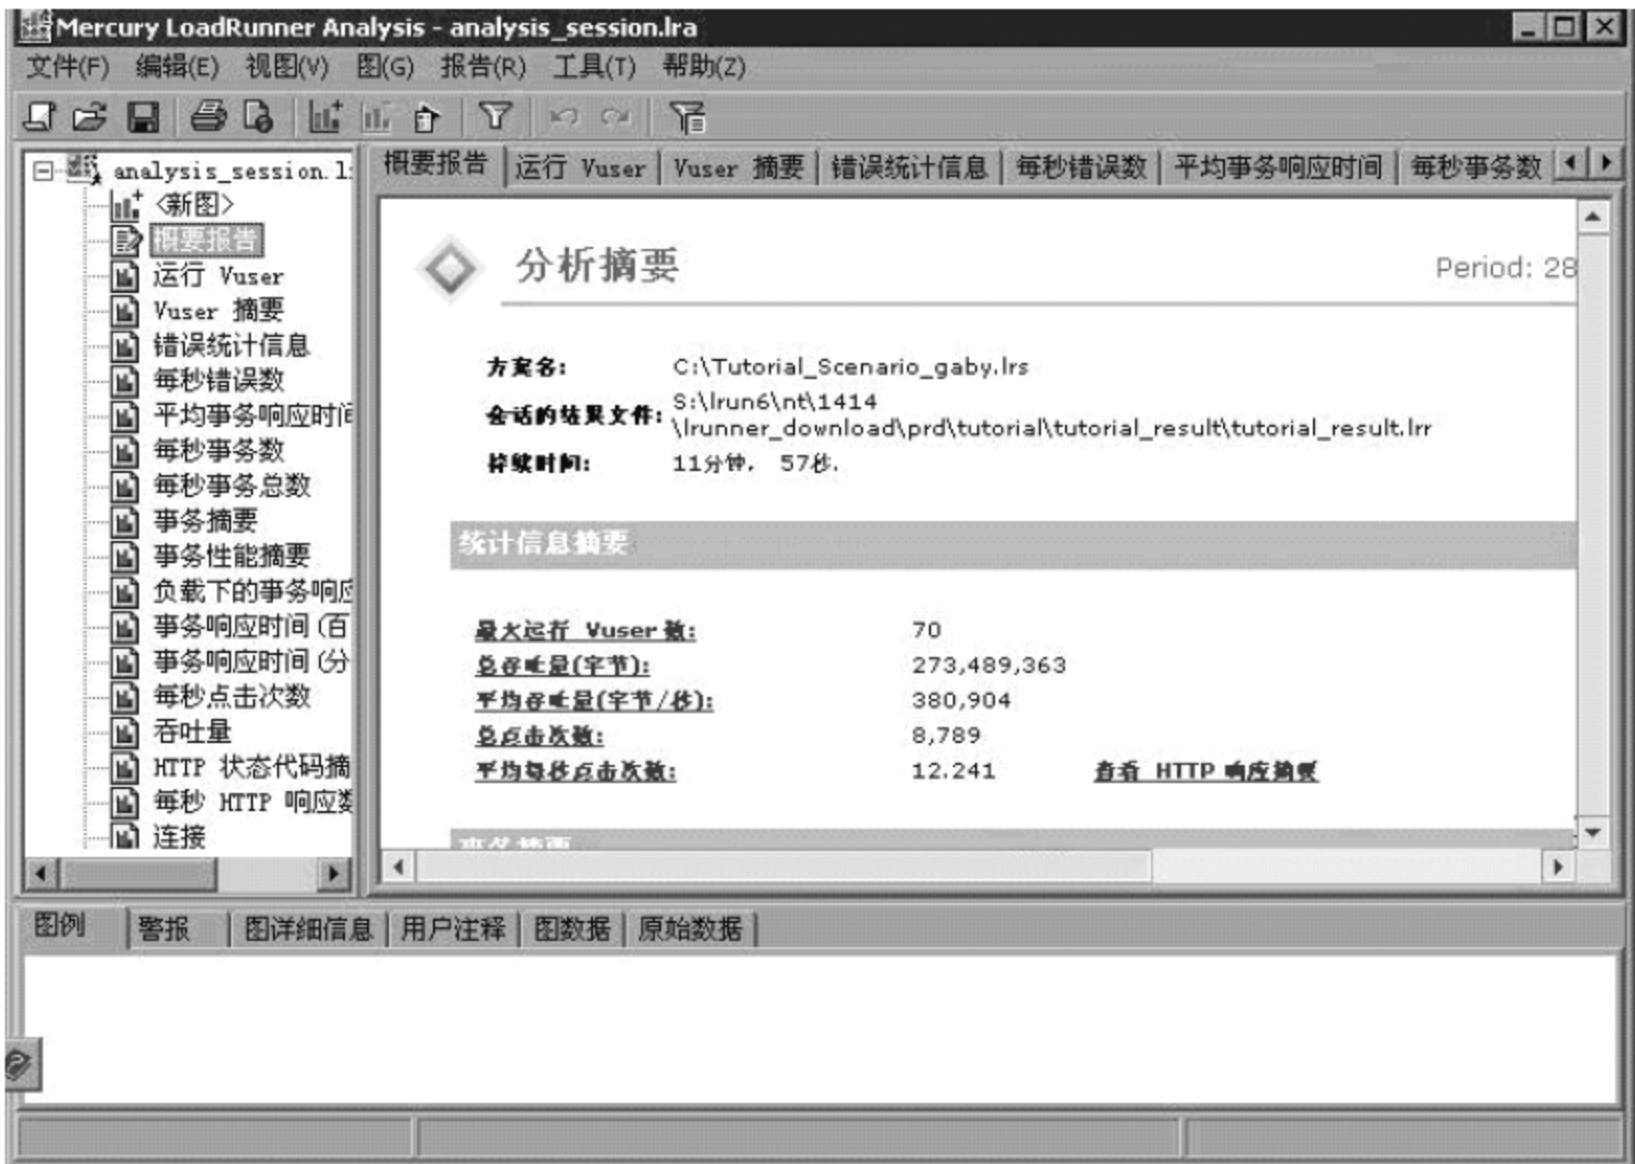 Mercury LoadRunner Analysis - analysis_session.lra
文件(F) 编辑(E) 视图(V) 图(G) 报告(R) 工具(T) 帮助(Z)
analysis_session.l
<新图>
概要报告
运行 Vuser
Vuser 摘要
错误统计信息
每秒错误数
平均事务响应时间
每秒事务数
每秒事务总数
事务摘要
事务性能摘要
负载下的事务响应
事务响应时间(百
事务响应时间(分
每秒点击次数
吞吐量
HTTP 状态代码摘
每秒 HTTP 响应数
连接
概要报告 运行 Vuser Vuser 摘要 错误统计信息 每秒错误数 平均事务响应时间 每秒事务数
分析摘要 Period: 28
方案名: C:\Tutorial_Scenario_gaby.lrs
会话的结果文件: S:\lrun6\nt\1414
\lrunner_download\prd\tutorial\tutorial_result\tutorial_result.lrr
持续时间: 11分钟, 57秒.
统计信息摘要
最大运行 Vuser 数: 70
总吞吐量(字节): 273,489,363
平均吞吐量(字节/秒): 380,904
总点击次数: 8,789
平均每秒点击次数: 12.241 查看 HTTP 响应摘要
事务摘要
图例 警报 图详细信息 用户注释 图数据 原始数据